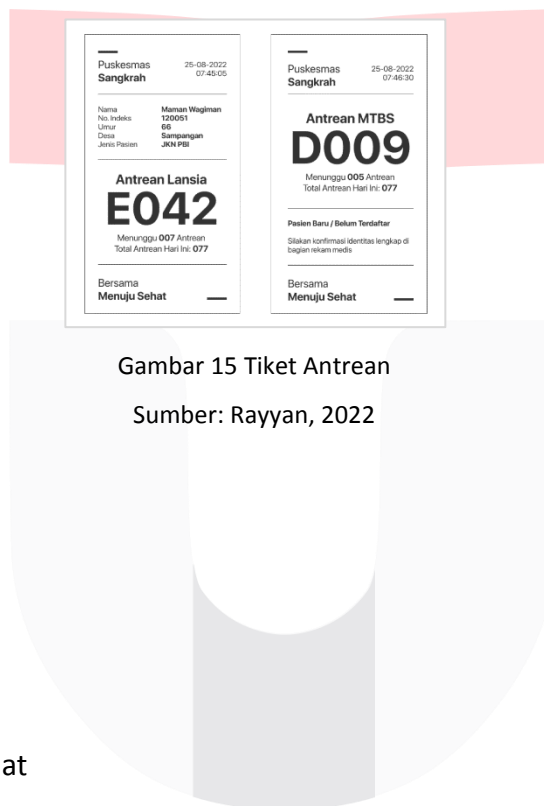 Puskesmas
Sangkrah
25-08-2022
07:45:05
Nama Maman Wagiman
No. Indeks 120051
Umur 66
Desa Sampangan
Jenis Pasien JKN PBI
Antrean Lansia
E042
Menunggu 007 Antrean
Total Antrean Hari Ini: 077
Bersama
Menuju Sehat
Puskesmas
Sangkrah
25-08-2022
07:46:30
Antrean MTBS
D009
Menunggu 005 Antrean
Total Antrean Hari Ini: 077
Pasien Baru / Belum Terdaftar
Silakan konfirmasi identitas lengkap di
bagian rekam medis
Bersama
Menuju Sehat
Gambar 15 Tiket Antrean
Sumber: Rayyan, 2022
at